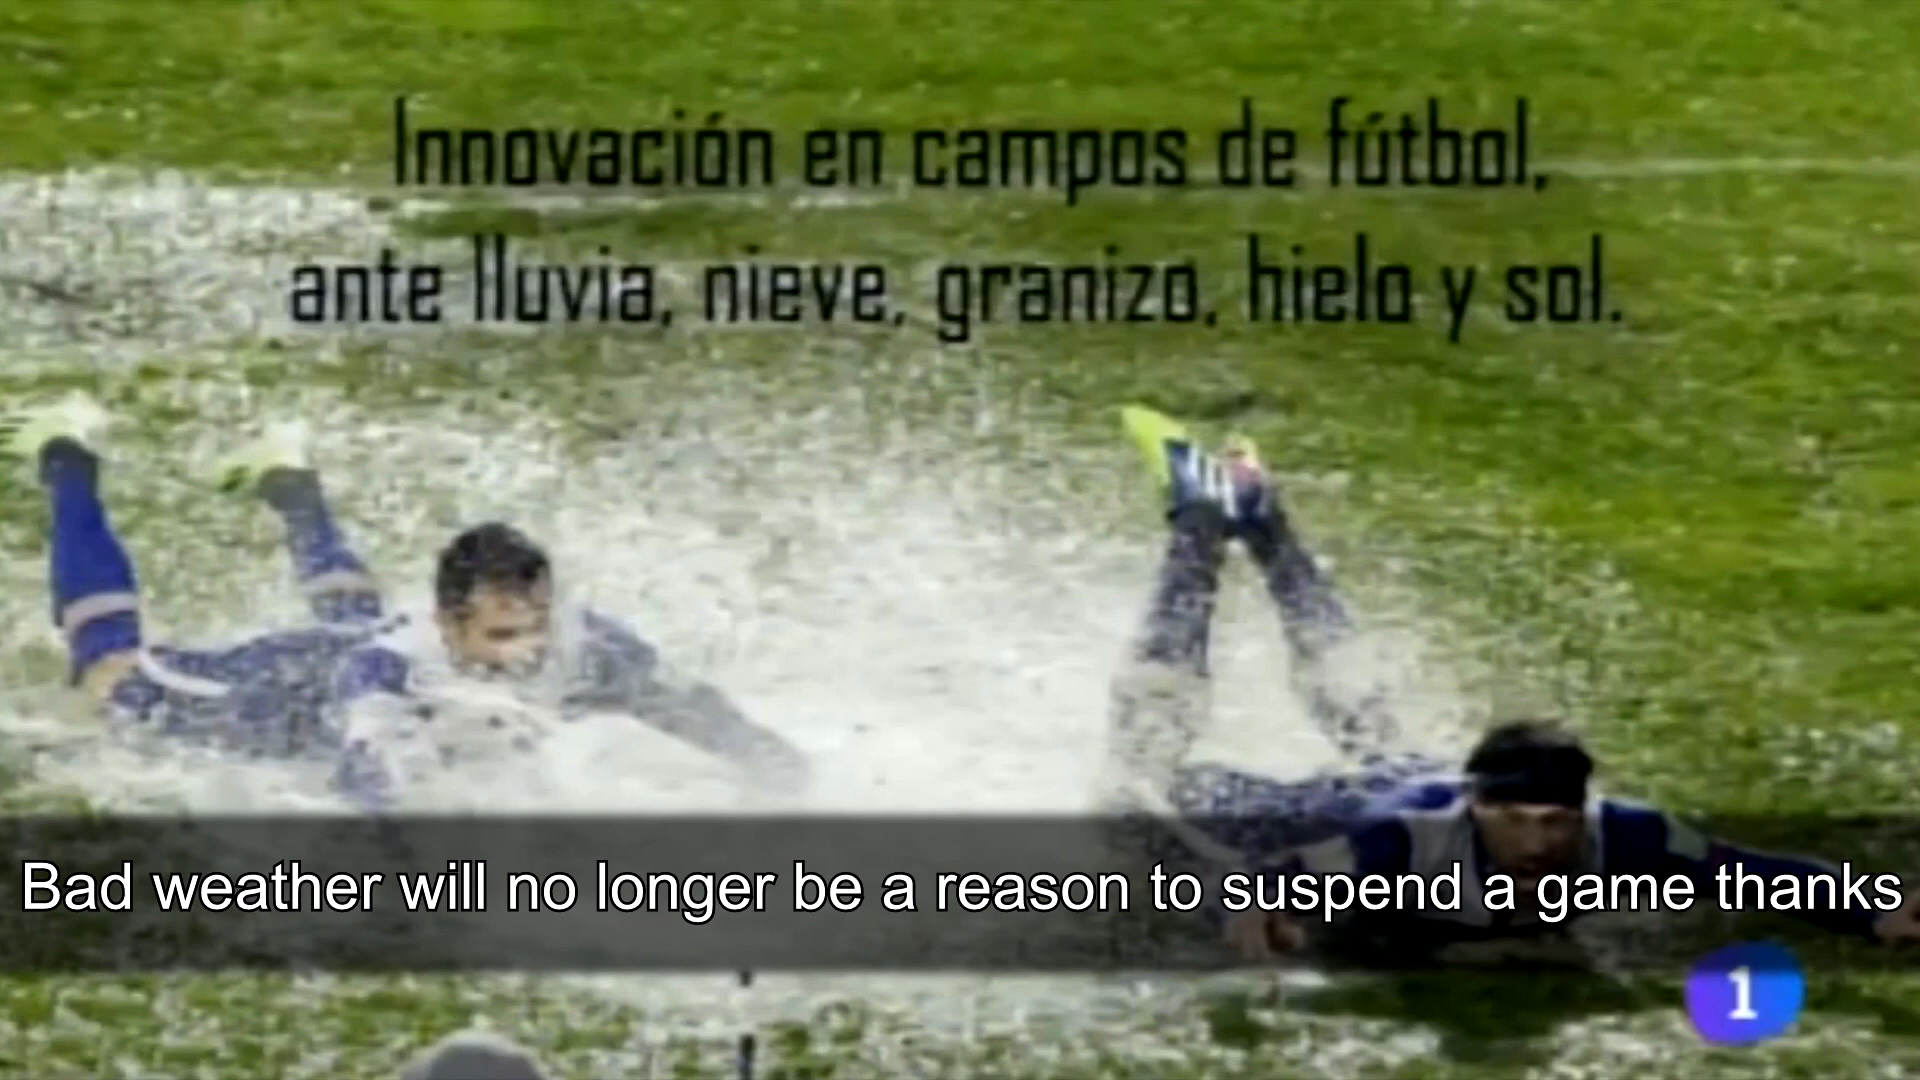 Innovación en campos de fútbol,
ante lluvia, nieve, granizo, hielo y sol.
Bad weather will no longer be a reason to suspend a game thanks
1